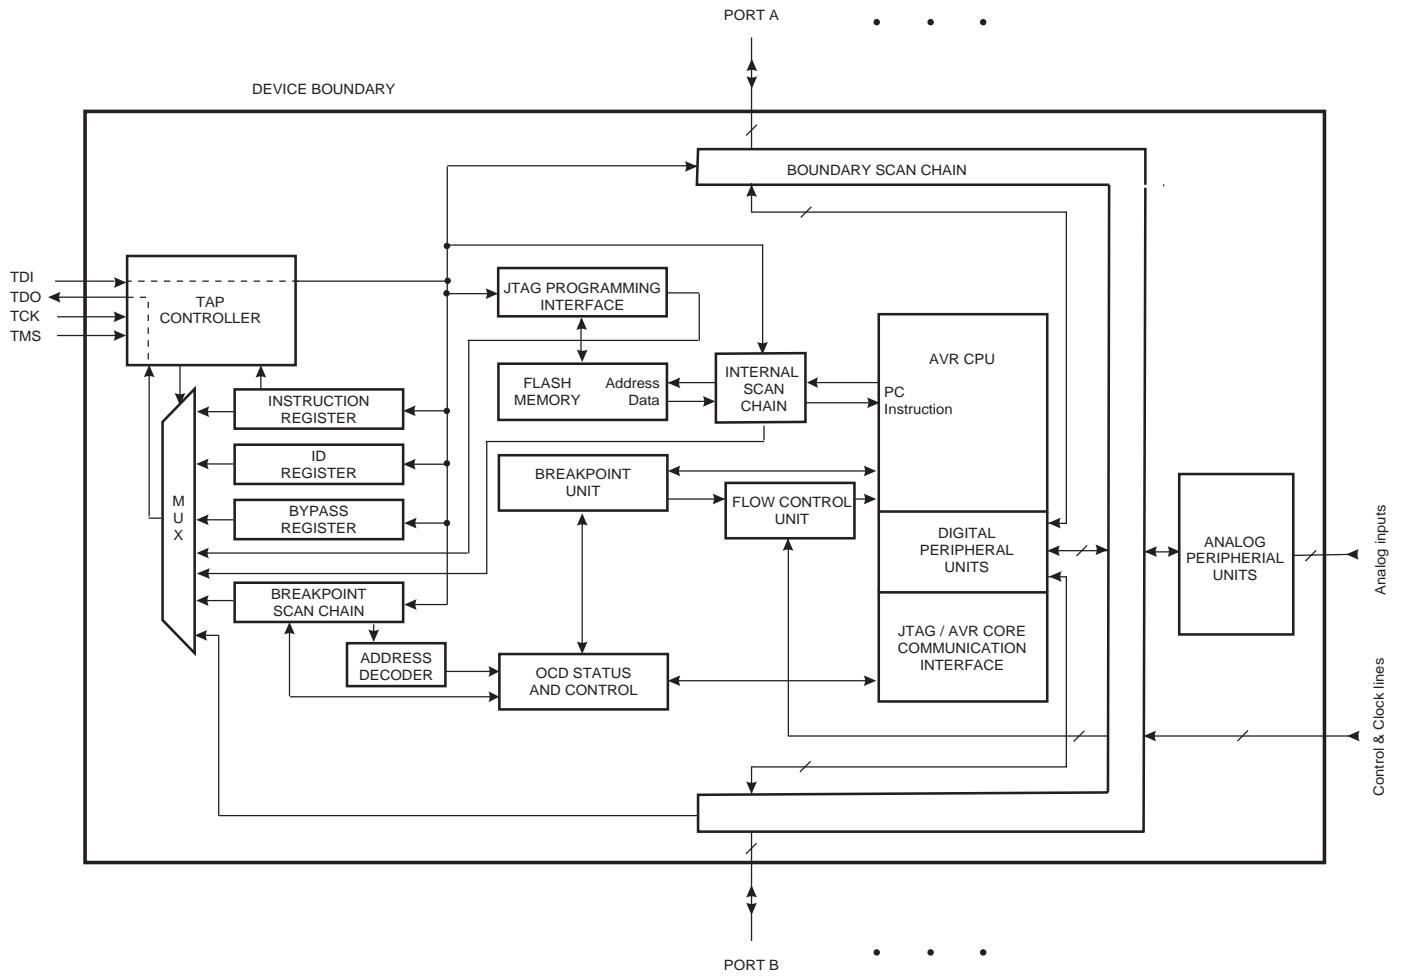 PORT A
DEVICE BOUNDARY
BOUNDARY SCAN CHAIN
TDI
TDO
TCK
TMS
TAP
CONTROLLER
JTAG PROGRAMMING
INTERFACE
AVR CPU
FLASH
MEMORY
Address
Data
INTERNAL
SCAN
CHAIN
PC
Instruction
INSTRUCTION
REGISTER
ID
REGISTER
BREAKPOINT
UNIT
FLOW CONTROL
UNIT
M
U
X
BYPASS
REGISTER
DIGITAL
PERIPHERAL
UNITS
ANALOG
PERIPHERIAL
UNITS
Analog inputs
BREAKPOINT
SCAN CHAIN
JTAG / AVR CORE
COMMUNICATION
INTERFACE
ADDRESS
DECODER
OCD STATUS
AND CONTROL
Control & Clock lines
PORT B